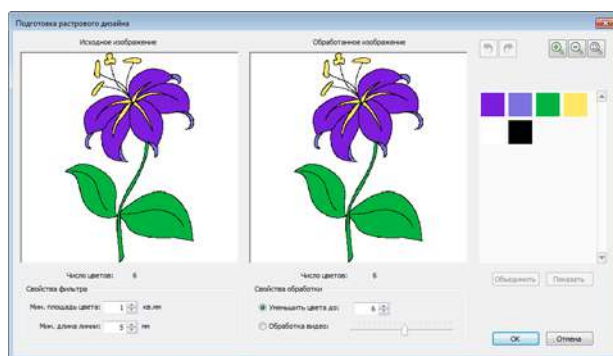 Подготовка растрового дизайна
Исходное изображение
Обработанное изображение
Число цветов: 6
Число цветов: 6
Свойства фильтра
Свойства обработки
Объединить
Показать
Мин. площадь цвета: 1 кв.мм
Уменьшить цвета до: 6
Мин. длина линии: 5 мм
Обработка видео:
OK
Отмена